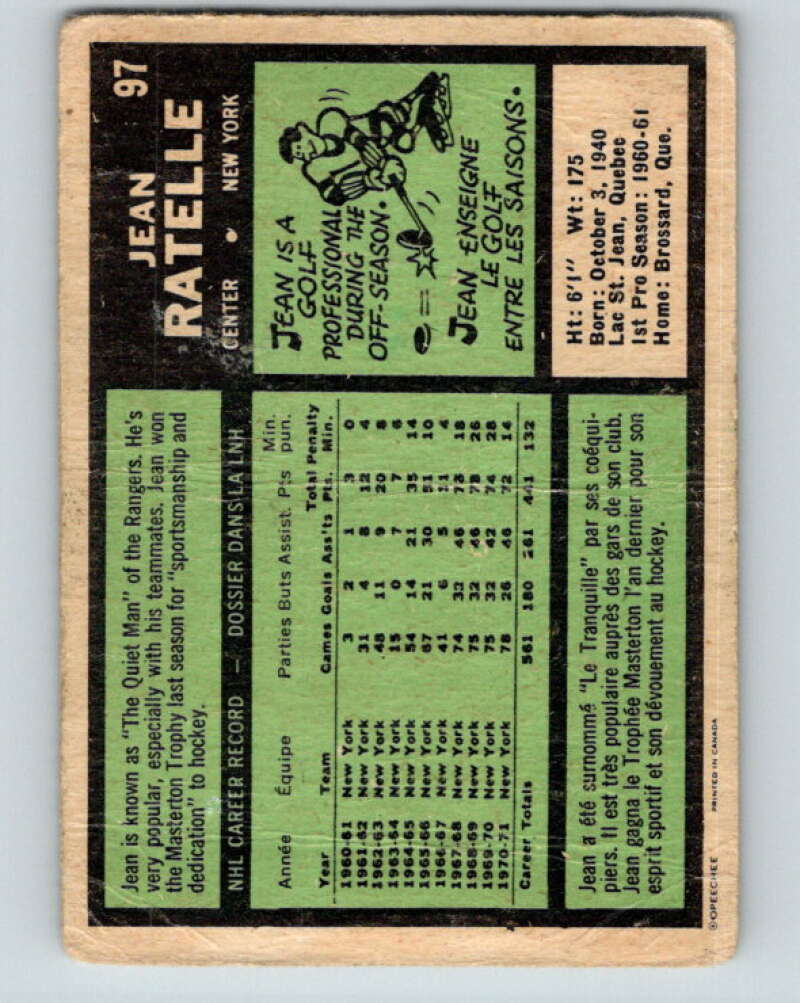 97
JEAN
RATELLE
CENTER • NEW YORK
JEAN IS A
GOLF
PROFESSIONAL
DURING THE
OFF-SEASON.
JEAN ENSEIGNE
LE GOLF
ENTRE LES SAISONS.
Ht: 6'1" Wt: 175
Born: October 3, 1940
Lac St. Jean, Quebec
1st Pro Season: 1960-61
Home: Brossard, Que.
Jean is known as "The Quiet Man" of the Rangers. He's
very popular, especially with his teammates. Jean won
the Masterton Trophy last season for "sportsmanship and
dedication" to hockey.
NHL CAREER RECORD — DOSSIER DANS LA LNH
Année Équipe Parties Buts Assist. Pts Min. pun.
Year Team Games Goals Ass'ts Total Pts. Penalty Min.
1960-61 New York 3 2 1 3 0
1961-62 New York 31 4 8 12 4
1962-63 New York 48 11 9 20 8
1963-64 New York 15 0 7 7 6
1964-65 New York 54 14 21 35 14
1965-66 New York 67 21 30 51 10
1966-67 New York 41 6 5 11 4
1967-68 New York 74 32 46 78 18
1968-69 New York 75 32 46 78 26
1969-70 New York 75 32 42 74 28
1970-71 New York 78 26 46 72 14
Career Totals 561 180 261 441 132
Jean a été surnommé "Le Tranquille" par ses coéqui-
piers. Il est très populaire auprès des gars de son club.
Jean gagna le Trophée Masterton l'an dernier pour son
esprit sportif et son dévouement au hockey.
©OPEECHEE PRINTED IN CANADA